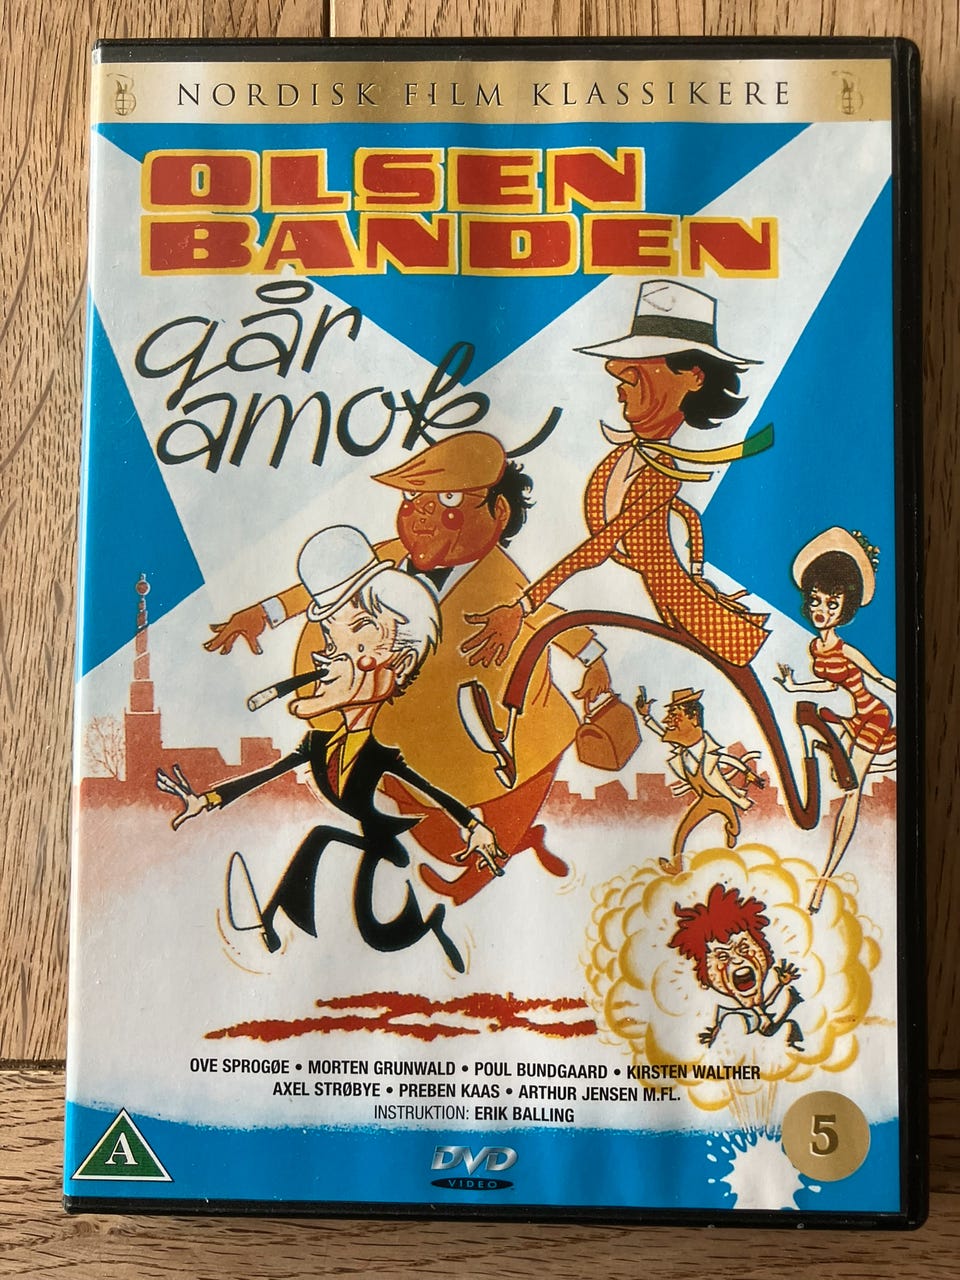 NORDISK FILM KLASSIKERE
OLSEN
BANDEN
går
amok
OVE SPROGØE • MORTEN GRUNWALD • POUL BUNDGAARD • KIRSTEN WALTHER
AXEL STRØBYE • PREBEN KAAS • ARTHUR JENSEN M.FL.
INSTRUKTION: ERIK BALLING
A
DVD
VIDEO
5